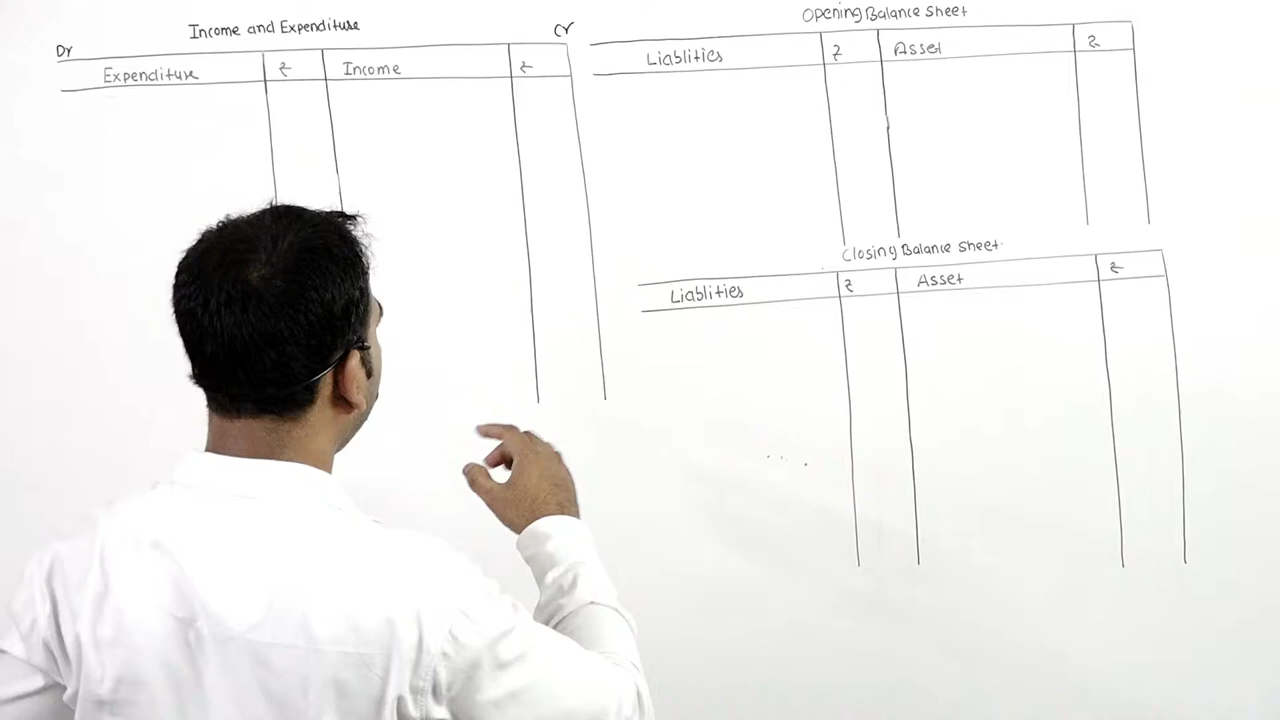 Income and Expenditure
Dr Cr
Expenditure ₹ Income ₹
Opening Balance Sheet
Liablities ₹ Asset ₹
Closing Balance Sheet
Liablities ₹ Asset ₹